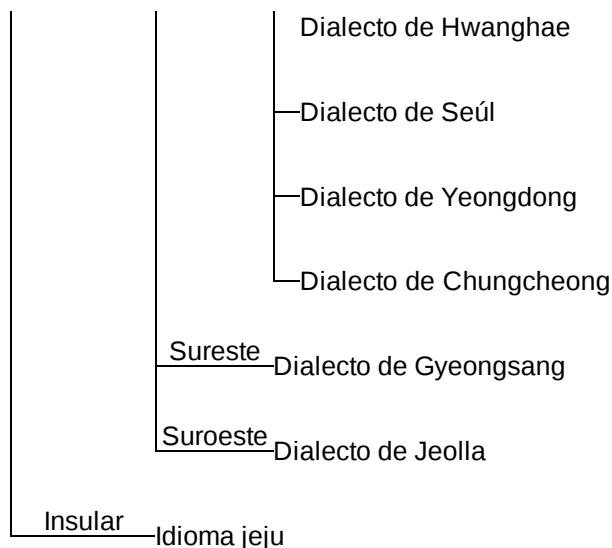 Dialecto de Hwanghae
Dialecto de Seúl
Dialecto de Yeongdong
Dialecto de Chungcheong
Sureste
Dialecto de Gyeongsang
Suroeste
Dialecto de Jeolla
Insular
Idioma jeju